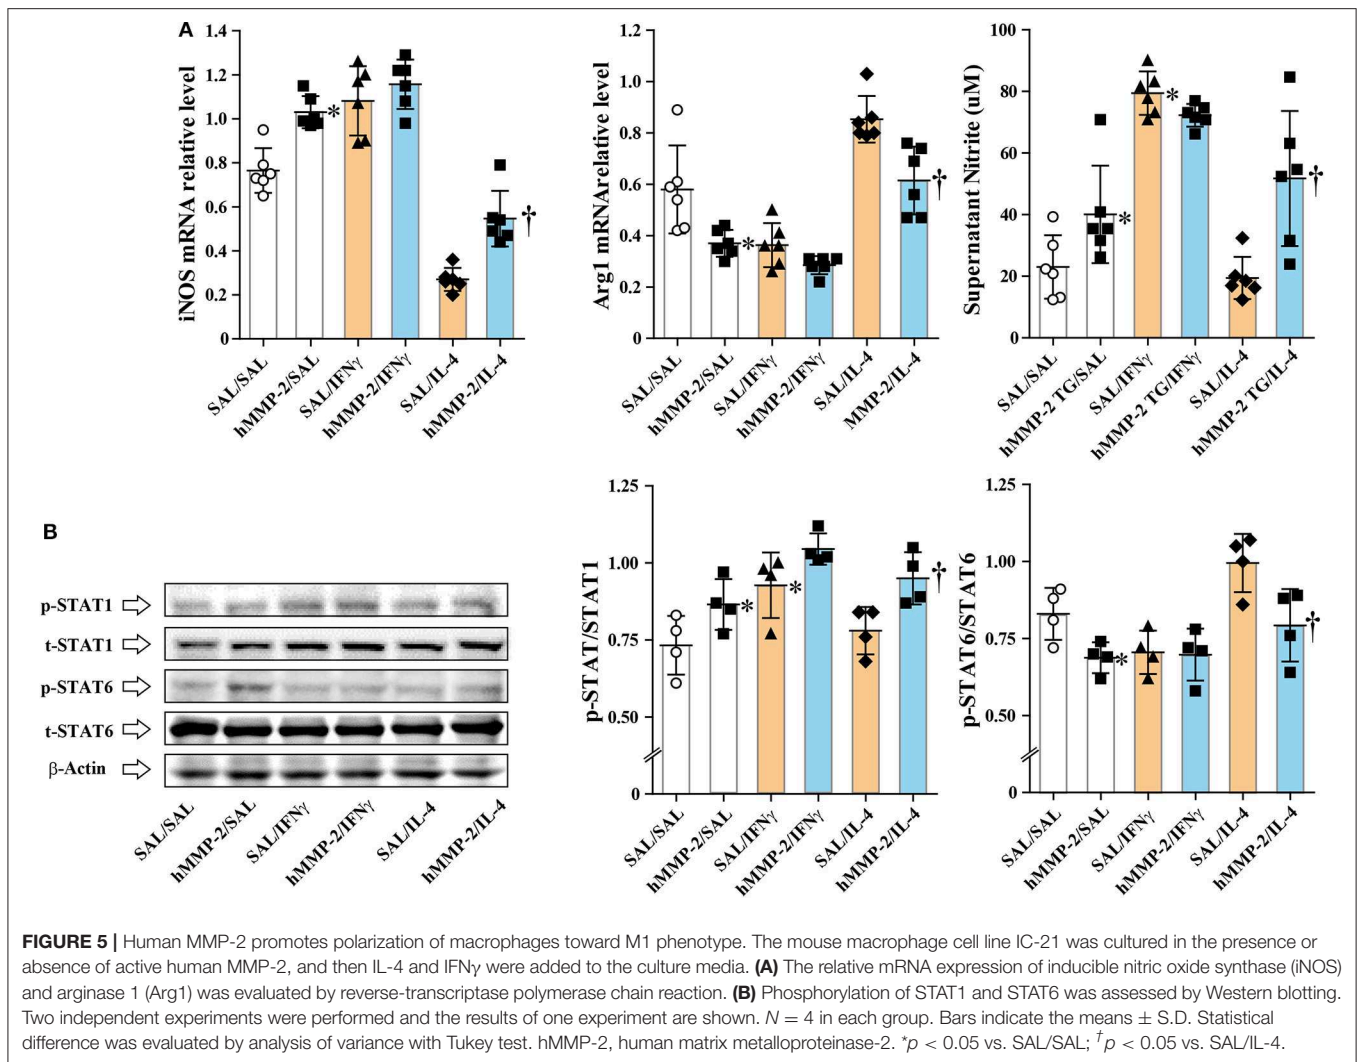 A
iNOS mRNA relative level
1.4
1.2
1.0
0.8
0.6
0.4
0.2
0
*
†
SAL/SAL
hMMP-2/SAL
SAL/IFNγ
hMMP-2/IFNγ
SAL/IL-4
hMMP-2/IL-4
Arg1 mRNArelative level
1.2
1.0
0.8
0.6
0.4
0.2
0
*
†
SAL/SAL
hMMP-2/SAL
SAL/IFNγ
hMMP-2/IFNγ
SAL/IL-4
MMP-2/IL-4
Supernatant Nitrite (uM)
100
80
60
40
20
0
*
*
†
SAL/SAL
hMMP-2 TG/SAL
SAL/IFNγ
hMMP-2 TG/IFNγ
SAL/IL-4
hMMP-2 TG/IL-4
B
p-STAT1
t-STAT1
p-STAT6
t-STAT6
β-Actin
SAL/SAL
hMMP-2/SAL
SAL/IFNγ
hMMP-2/IFNγ
SAL/IL-4
hMMP-2/IL-4
p-STAT/STAT1
1.25
1.00
0.75
0.50
0
*
*
†
SAL/SAL
hMMP-2/SAL
SAL/IFNγ
hMMP-2/IFNγ
SAL/IL-4
hMMP-2/IL-4
p-STAT6/STAT6
1.25
1.00
0.75
0.50
0
*
†
SAL/SAL
hMMP-2/SAL
SAL/IFNγ
hMMP-2/IFNγ
SAL/IL-4
hMMP-2/IL-4
FIGURE 5 | Human MMP-2 promotes polarization of macrophages toward M1 phenotype. The mouse macrophage cell line IC-21 was cultured in the presence or
absence of active human MMP-2, and then IL-4 and IFNγ were added to the culture media. (A) The relative mRNA expression of inducible nitric oxide synthase (iNOS)
and arginase 1 (Arg1) was evaluated by reverse-transcriptase polymerase chain reaction. (B) Phosphorylation of STAT1 and STAT6 was assessed by Western blotting.
Two independent experiments were performed and the results of one experiment are shown. N = 4 in each group. Bars indicate the means ± S.D. Statistical
difference was evaluated by analysis of variance with Tukey test. hMMP-2, human matrix metalloproteinase-2. *p < 0.05 vs. SAL/SAL; †p < 0.05 vs. SAL/IL-4.